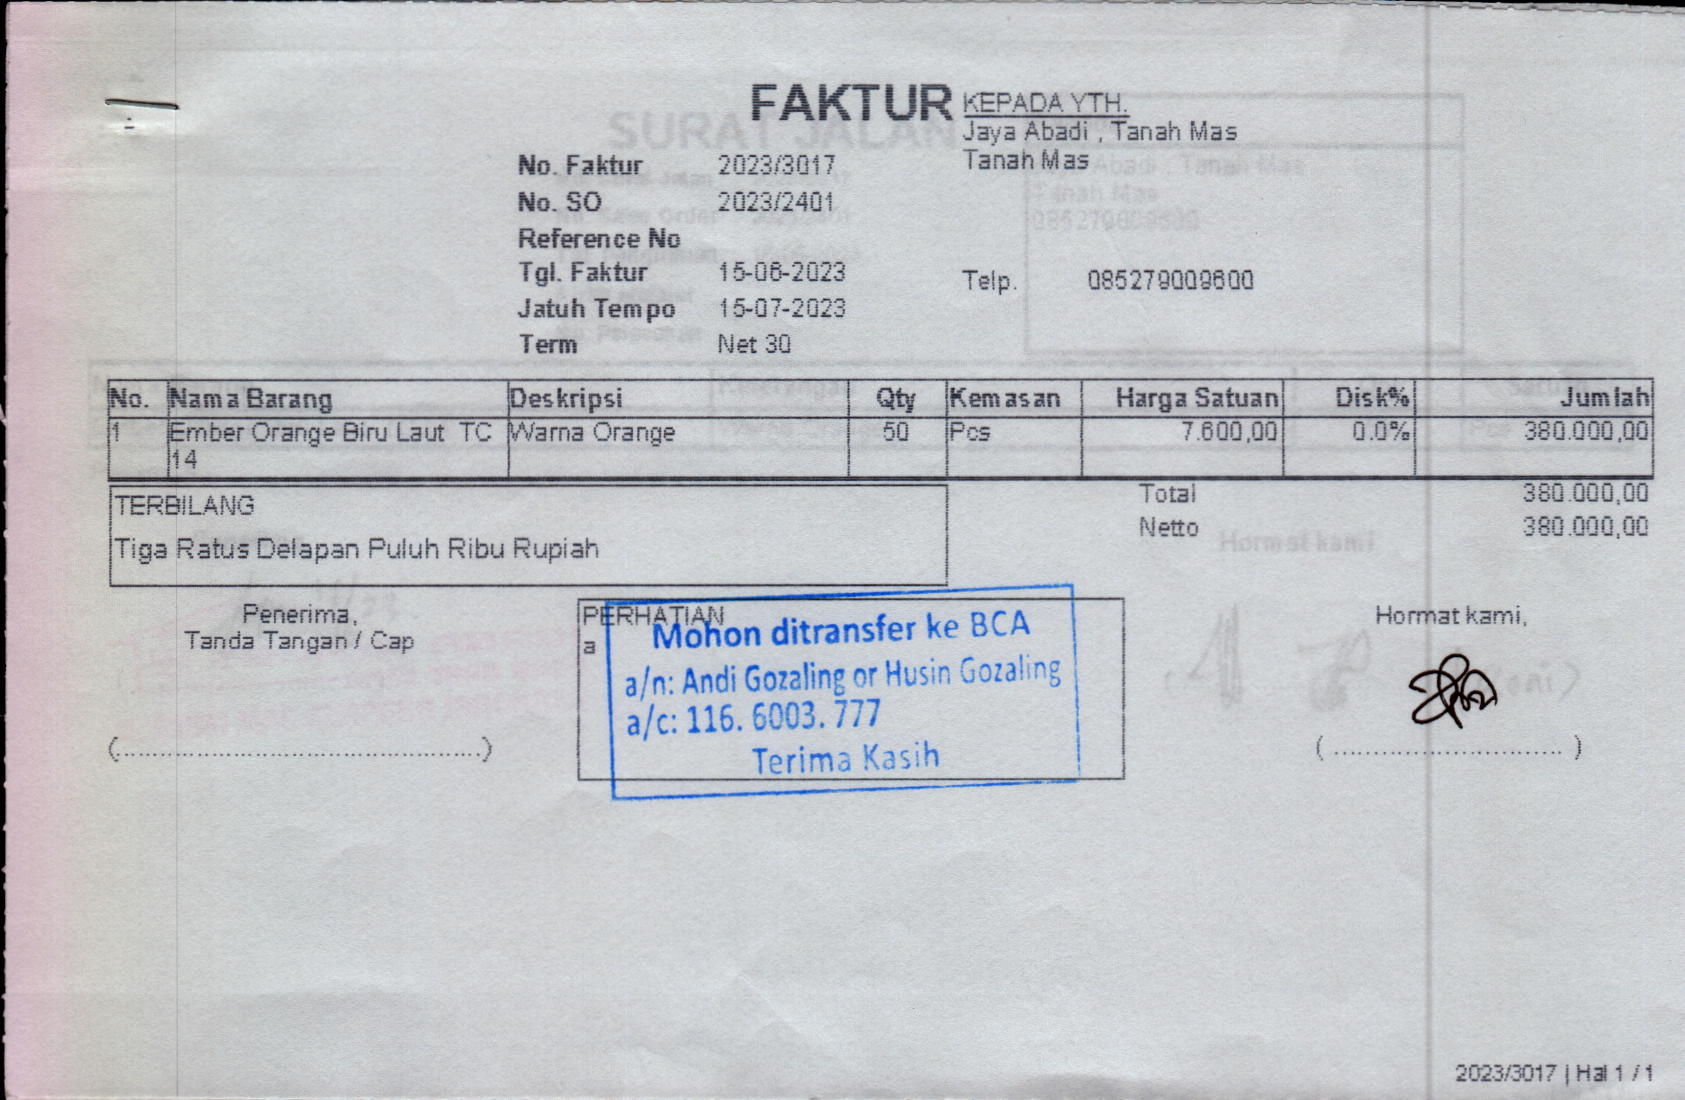 FAKTUR
KEPADA YTH.
Jaya Abadi , Tanah Mas
Tanah Mas
No. Faktur 2023/3017
No. SO 2023/2401
Reference No
Tgl. Faktur 15-06-2023
Telp. 085279009600
Jatuh Tempo 15-07-2023
Term Net 30
No. Nama Barang Deskripsi Qty Kemasan Harga Satuan Disk% Jumlah
1 Ember Orange Biru Laut TC Warna Orange 50 Pcs 7.600,00 0.0% 380.000,00
14
Total 380.000,00
Netto 380.000,00
TERBILANG
Tiga Ratus Delapan Puluh Ribu Rupiah
Penerima,
Tanda Tangan / Cap
(................................................)
PERHATIAN
a
Mohon ditransfer ke BCA
a/n: Andi Gozaling or Husin Gozaling
a/c: 116. 6003. 777
Terima Kasih
Hormat kami,
( .............................. )
SURAT JALAN
Hormat kami
2023/3017 | Hal 1 / 1